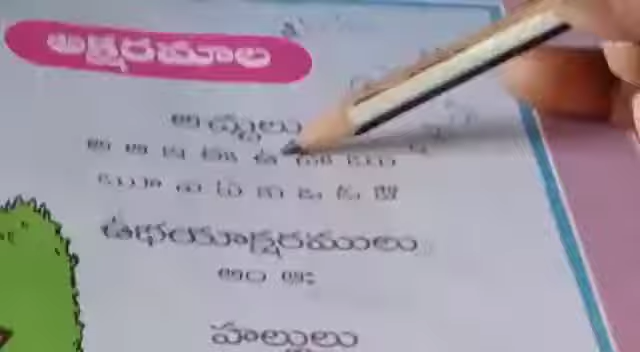 అక్షరమాల
అచ్చులు
అ ఆ ఇ ఈ ఉ ఊ ఋ
ౠ ఎ ఏ ఐ ఒ ఓ ఔ
ఉభయాక్షరములు
అం అః
హల్లులు